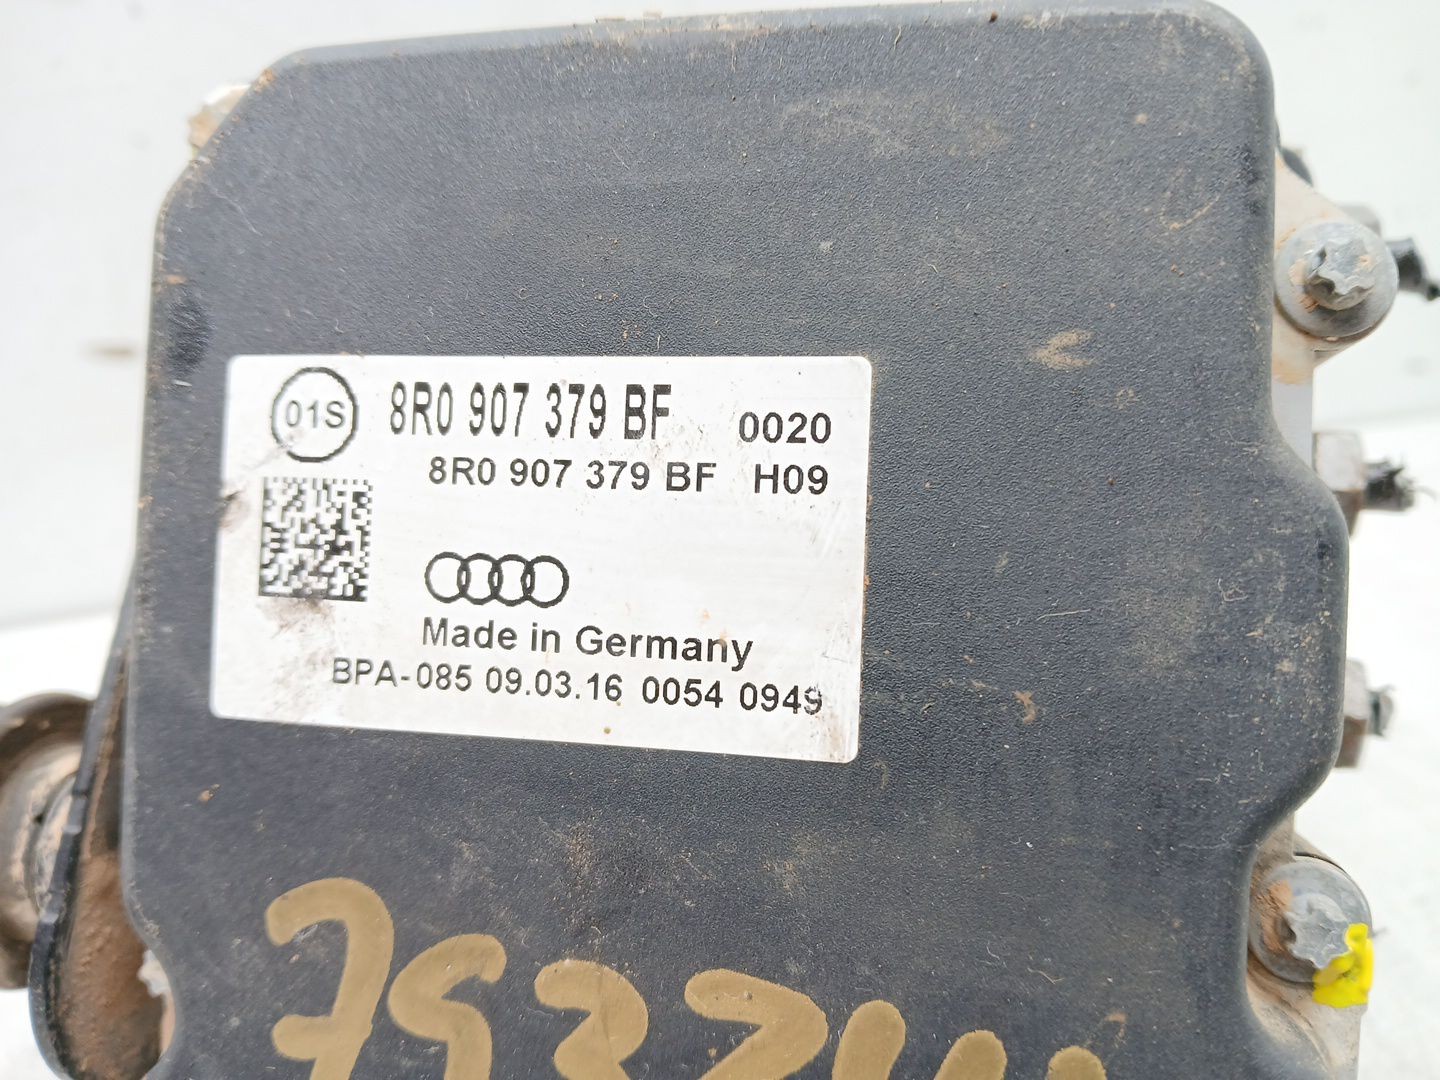 01S 8R0 907 379 BF 0020
8R0 907 379 BF H09
Made in Germany
BPA-085 09.03.16 0054 0949